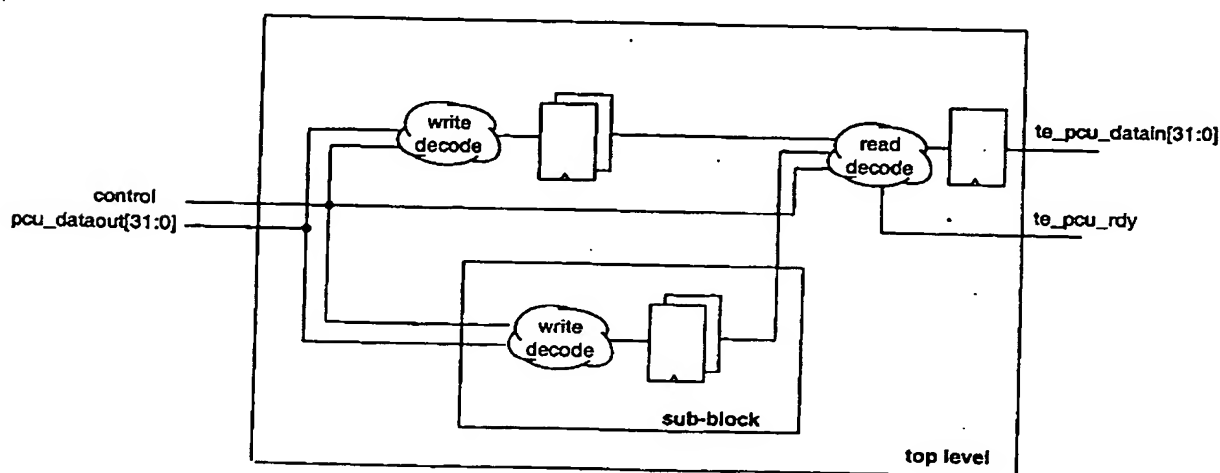 write
decode
te_pcu_datain[31:0]
read
decode
control
pcu_dataout[31:0]
te_pcu_rdy
write
decode
sub-block
top level